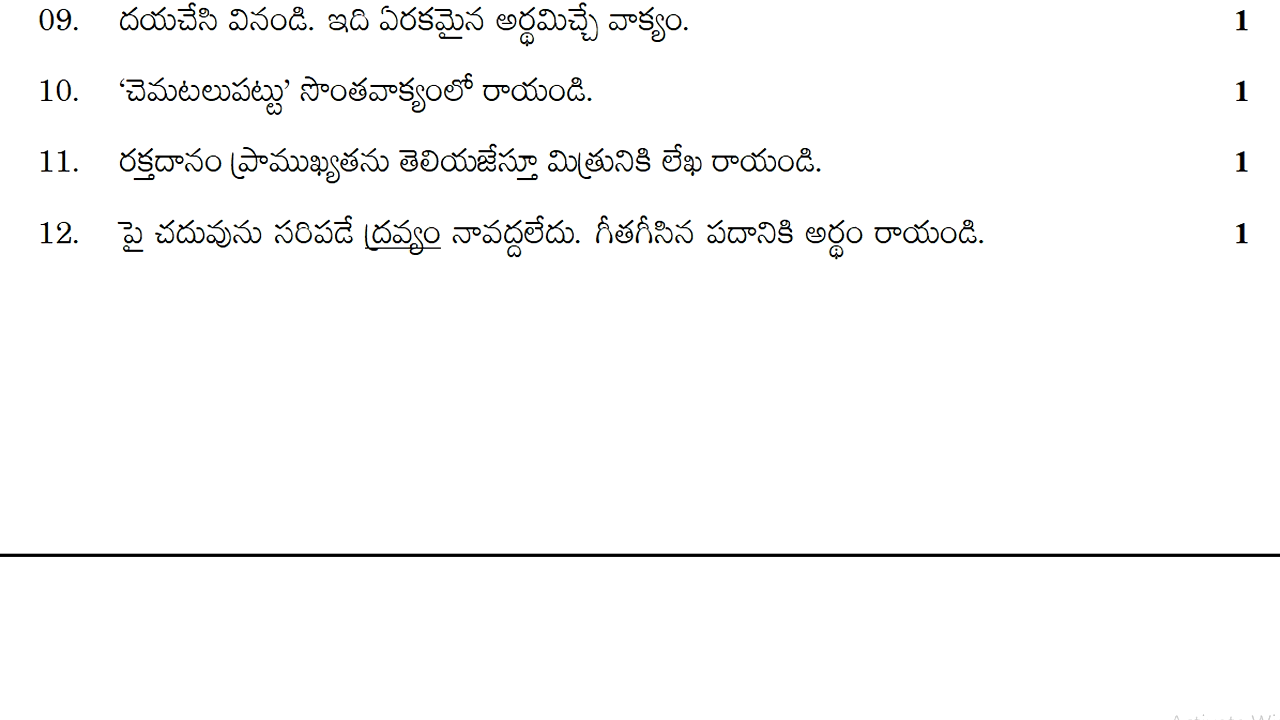 09. దయచేసి వినండి. ఇది ఏరకమైన అర్థమిచ్చే వాక్యం. 1
10. ‘చెమటలుపట్టు’ సొంతవాక్యంలో రాయండి. 1
11. రక్తదానం ప్రాముఖ్యతను తెలియజేస్తూ మిత్రునికి లేఖ రాయండి. 1
12. పై చదువును సరిపడే ద్రవ్యం నావద్దలేదు. గీతగీసిన పదానికి అర్థం రాయండి. 1